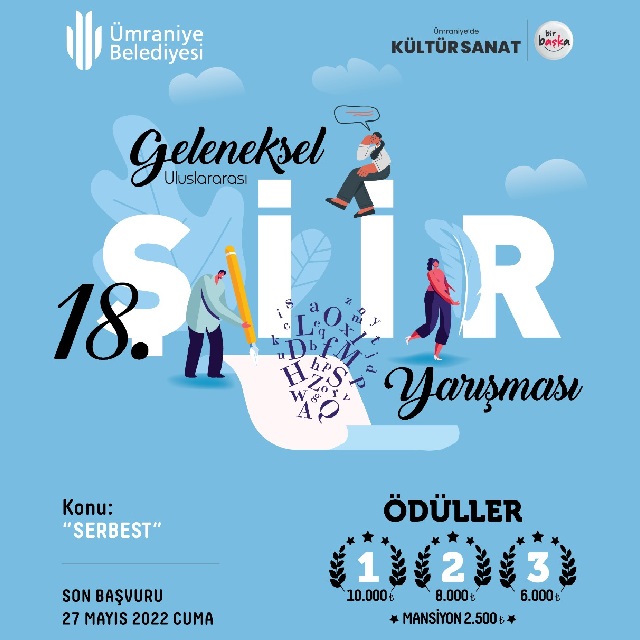 Ümraniye
Belediyesi
Ümraniye'de
KÜLTÜRSANAT
bir
başka
Geleneksel
Uluslararası
18.
ŞİİR
Yarışması
Konu:
“SERBEST”
SON BAŞVURU
27 MAYIS 2022 CUMA
ÖDÜLLER
1 2 3
10.000₺ 8.000₺ 6.000₺
MANSİYON 2.500₺